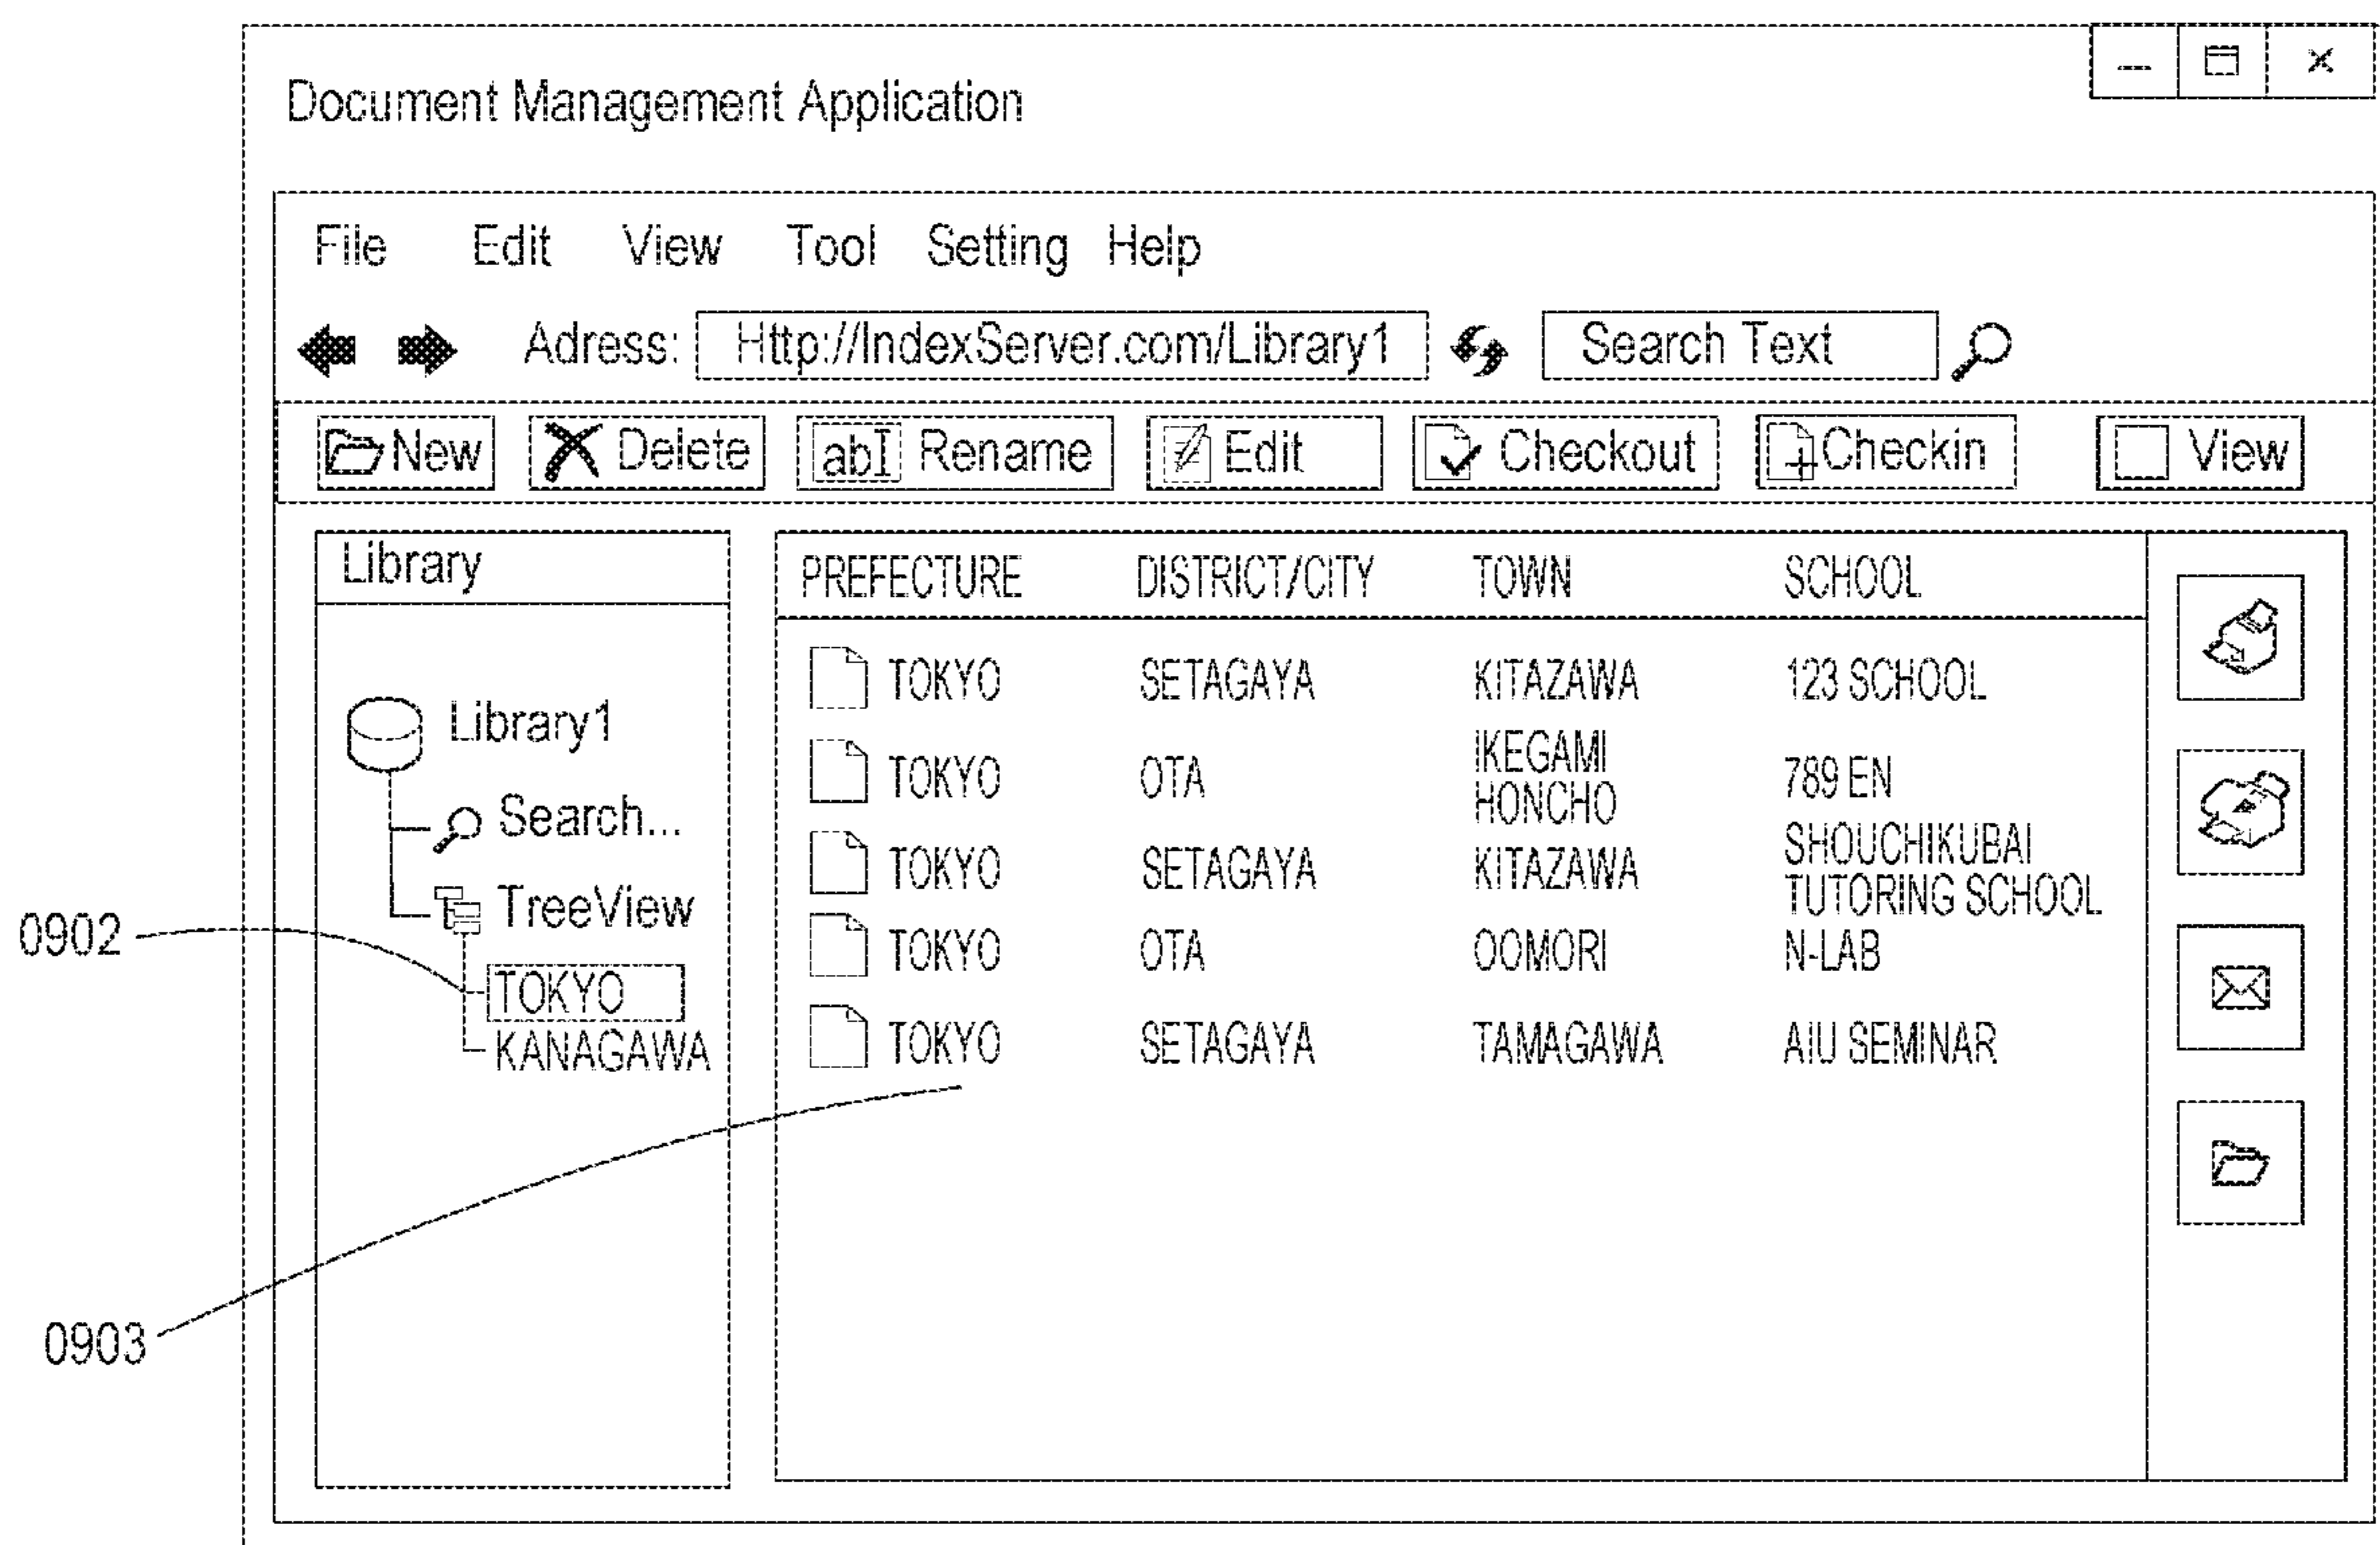 Document Management Application
File Edit View Tool Setting Help
Adress: Http://IndexServer.com/Library1 Search Text
New Delete abI Rename Edit Checkout Checkin View
Library
Library1
Search...
TreeView
TOKYO
KANAGAWA
PREFECTURE DISTRICT/CITY TOWN SCHOOL
TOKYO SETAGAYA KITAZAWA 123 SCHOOL
TOKYO OTA IKEGAMI HONCHO 789 EN
TOKYO SETAGAYA KITAZAWA SHOUCHIKUBAI TUTORING SCHOOL
TOKYO OTA OOMORI N-LAB
TOKYO SETAGAYA TAMAGAWA AIU SEMINAR
0902
0903